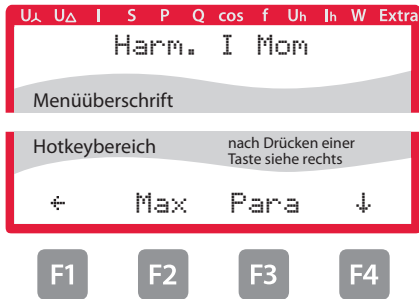 U⅄ U△ I S P Q cos f Uh Ih W Extra
Harm. I Mom
Menüüberschrift
Hotkeybereich
nach Drücken einer
Taste siehe rechts
← Max Para ↓
F1 F2 F3 F4